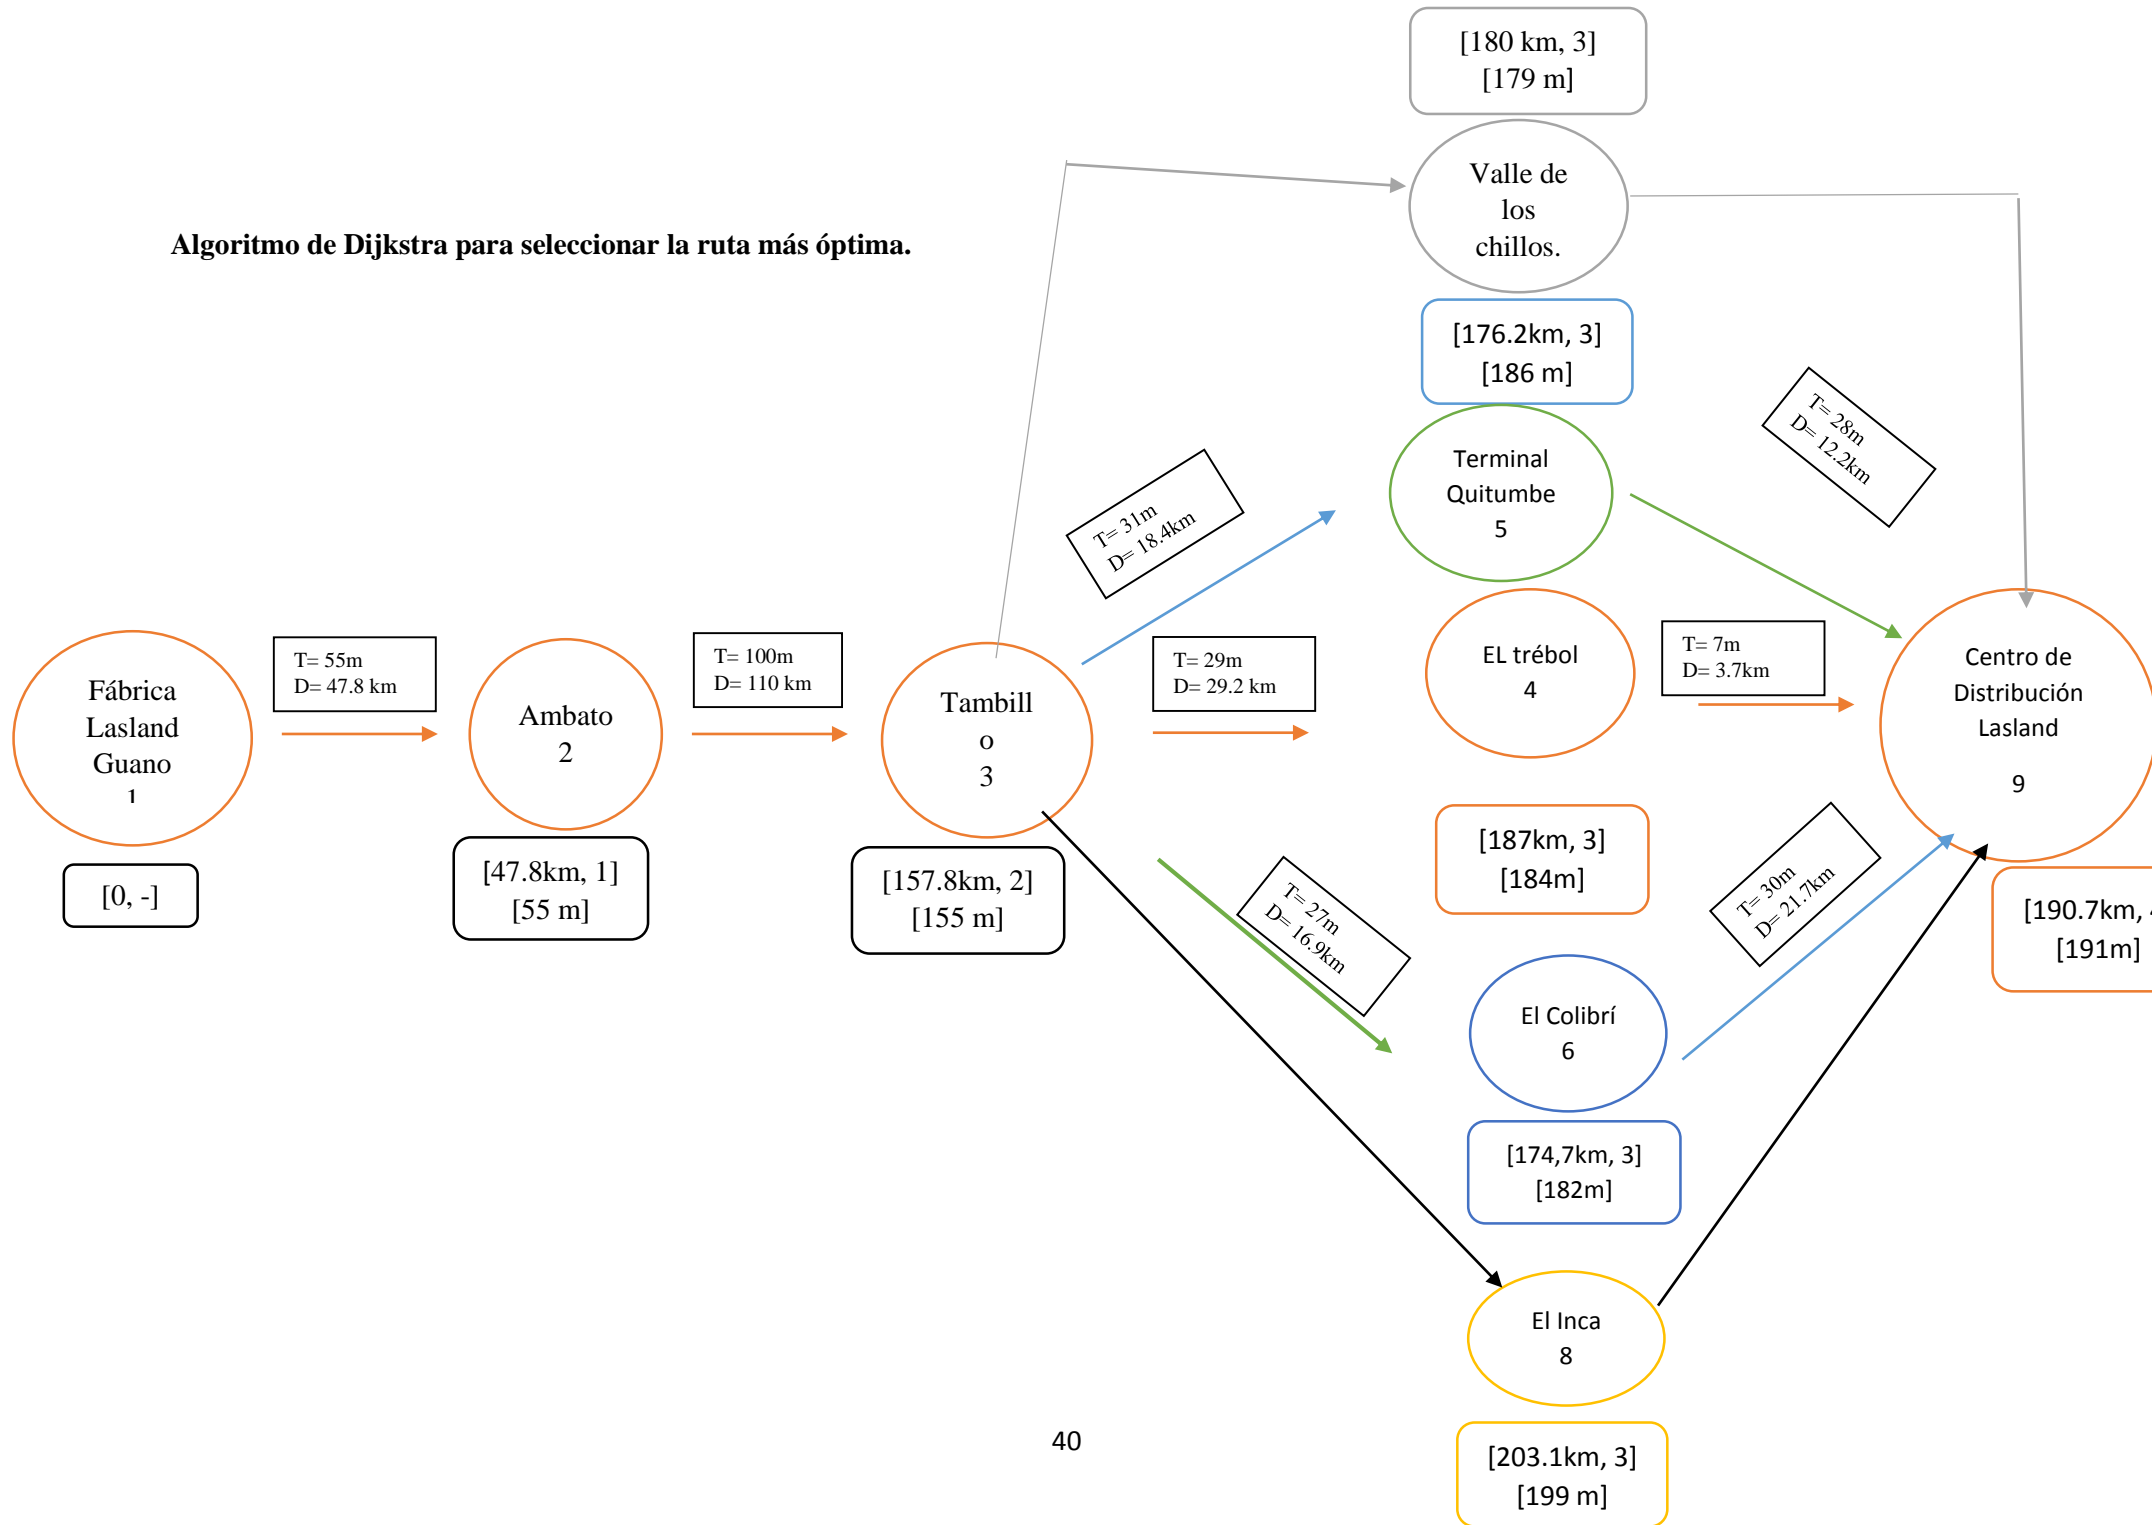 [180 km, 3]
[179 m]
Valle de
los
chillos.
Algoritmo de Dijkstra para seleccionar la ruta más óptima.
[176.2km, 3]
[186 m]
Terminal
Quitumbe
5
T= 28m
D= 12.2km
T= 31m
D= 18.4km
Fábrica
Lasland
Guano
1
[0, -]
T= 55m
D= 47.8 km
Ambato
2
[47.8km, 1]
[55 m]
T= 100m
D= 110 km
Tambill
o
3
[157.8km, 2]
[155 m]
T= 29m
D= 29.2 km
EL trébol
4
[187km, 3]
[184m]
T= 7m
D= 3.7km
Centro de
Distribución
Lasland
9
[190.7km,
[191m]
T= 27m
D= 16.9km
T= 30m
D= 21.7km
El Colibrí
6
[174,7km, 3]
[182m]
El Inca
8
[203.1km, 3]
[199 m]
40